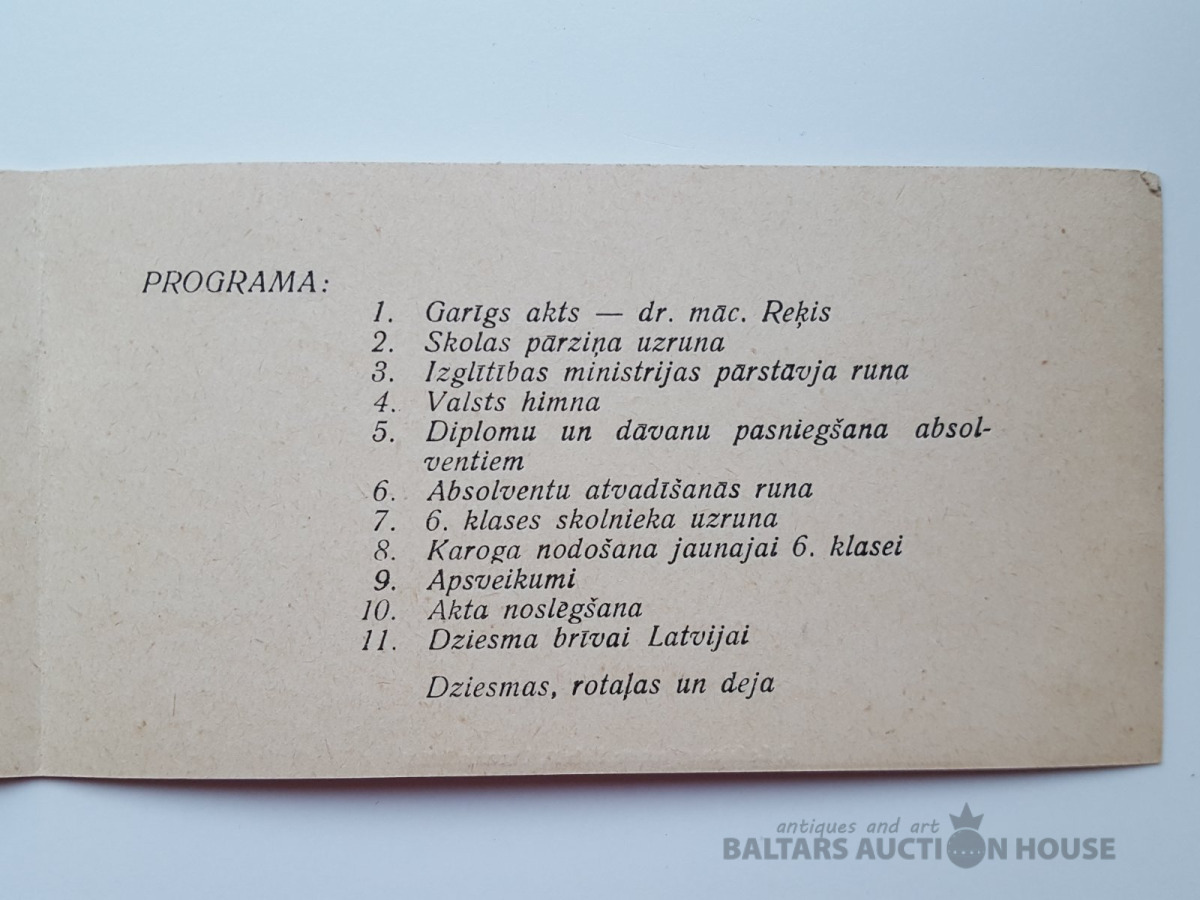 PROGRAMA:
1. Garīgs akts — dr. māc. Reķis
2. Skolas pārziņa uzruna
3. Izglītības ministrijas pārstāvja runa
4. Valsts himna
5. Diplomu un dāvanu pasniegšana absol-
ventiem
6. Absolventu atvadīšanās runa
7. 6. klases skolnieka uzruna
8. Karoga nodošana jaunajai 6. klasei
9. Apsveikumi
10. Akta noslēgšana
11. Dziesma brīvai Latvijai
Dziesmas, rotaļas un deja
antiques and art
BALTARS AUCTION HOUSE